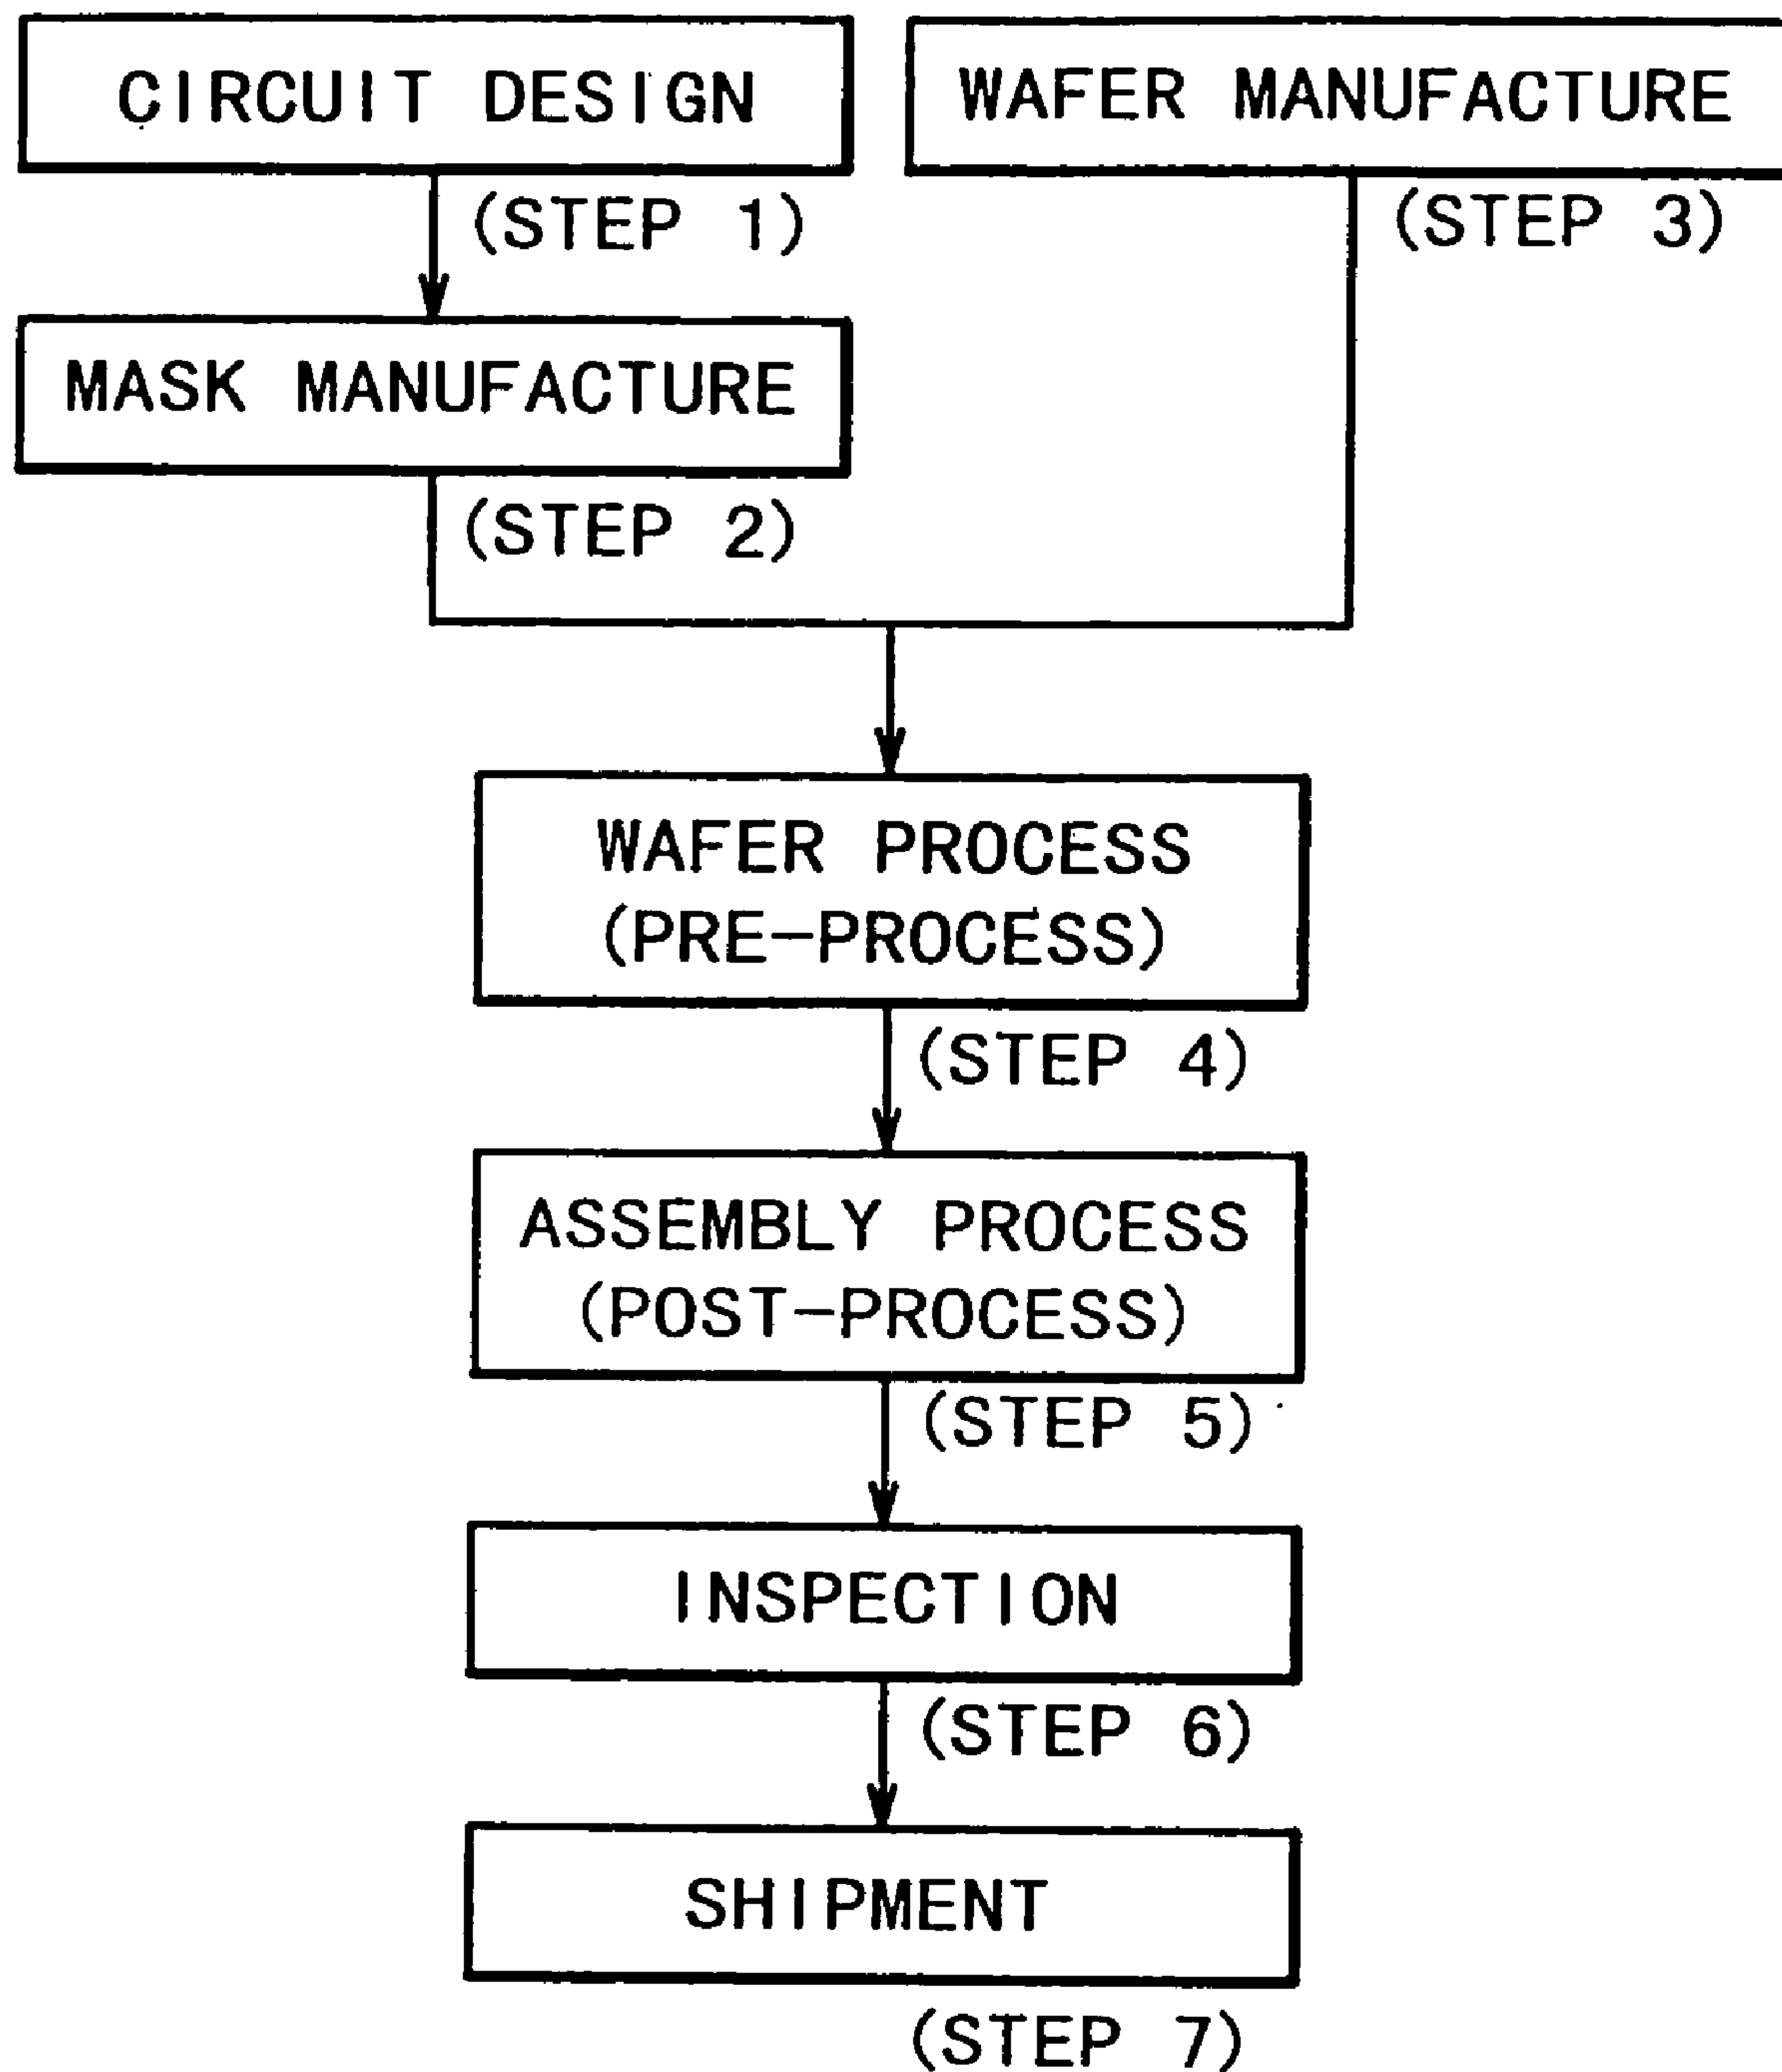 CIRCUIT DESIGN
(STEP 1)
WAFER MANUFACTURE
(STEP 3)
MASK MANUFACTURE
(STEP 2)
WAFER PROCESS
(PRE-PROCESS)
(STEP 4)
ASSEMBLY PROCESS
(POST-PROCESS)
(STEP 5)
INSPECTION
(STEP 6)
SHIPMENT
(STEP 7)